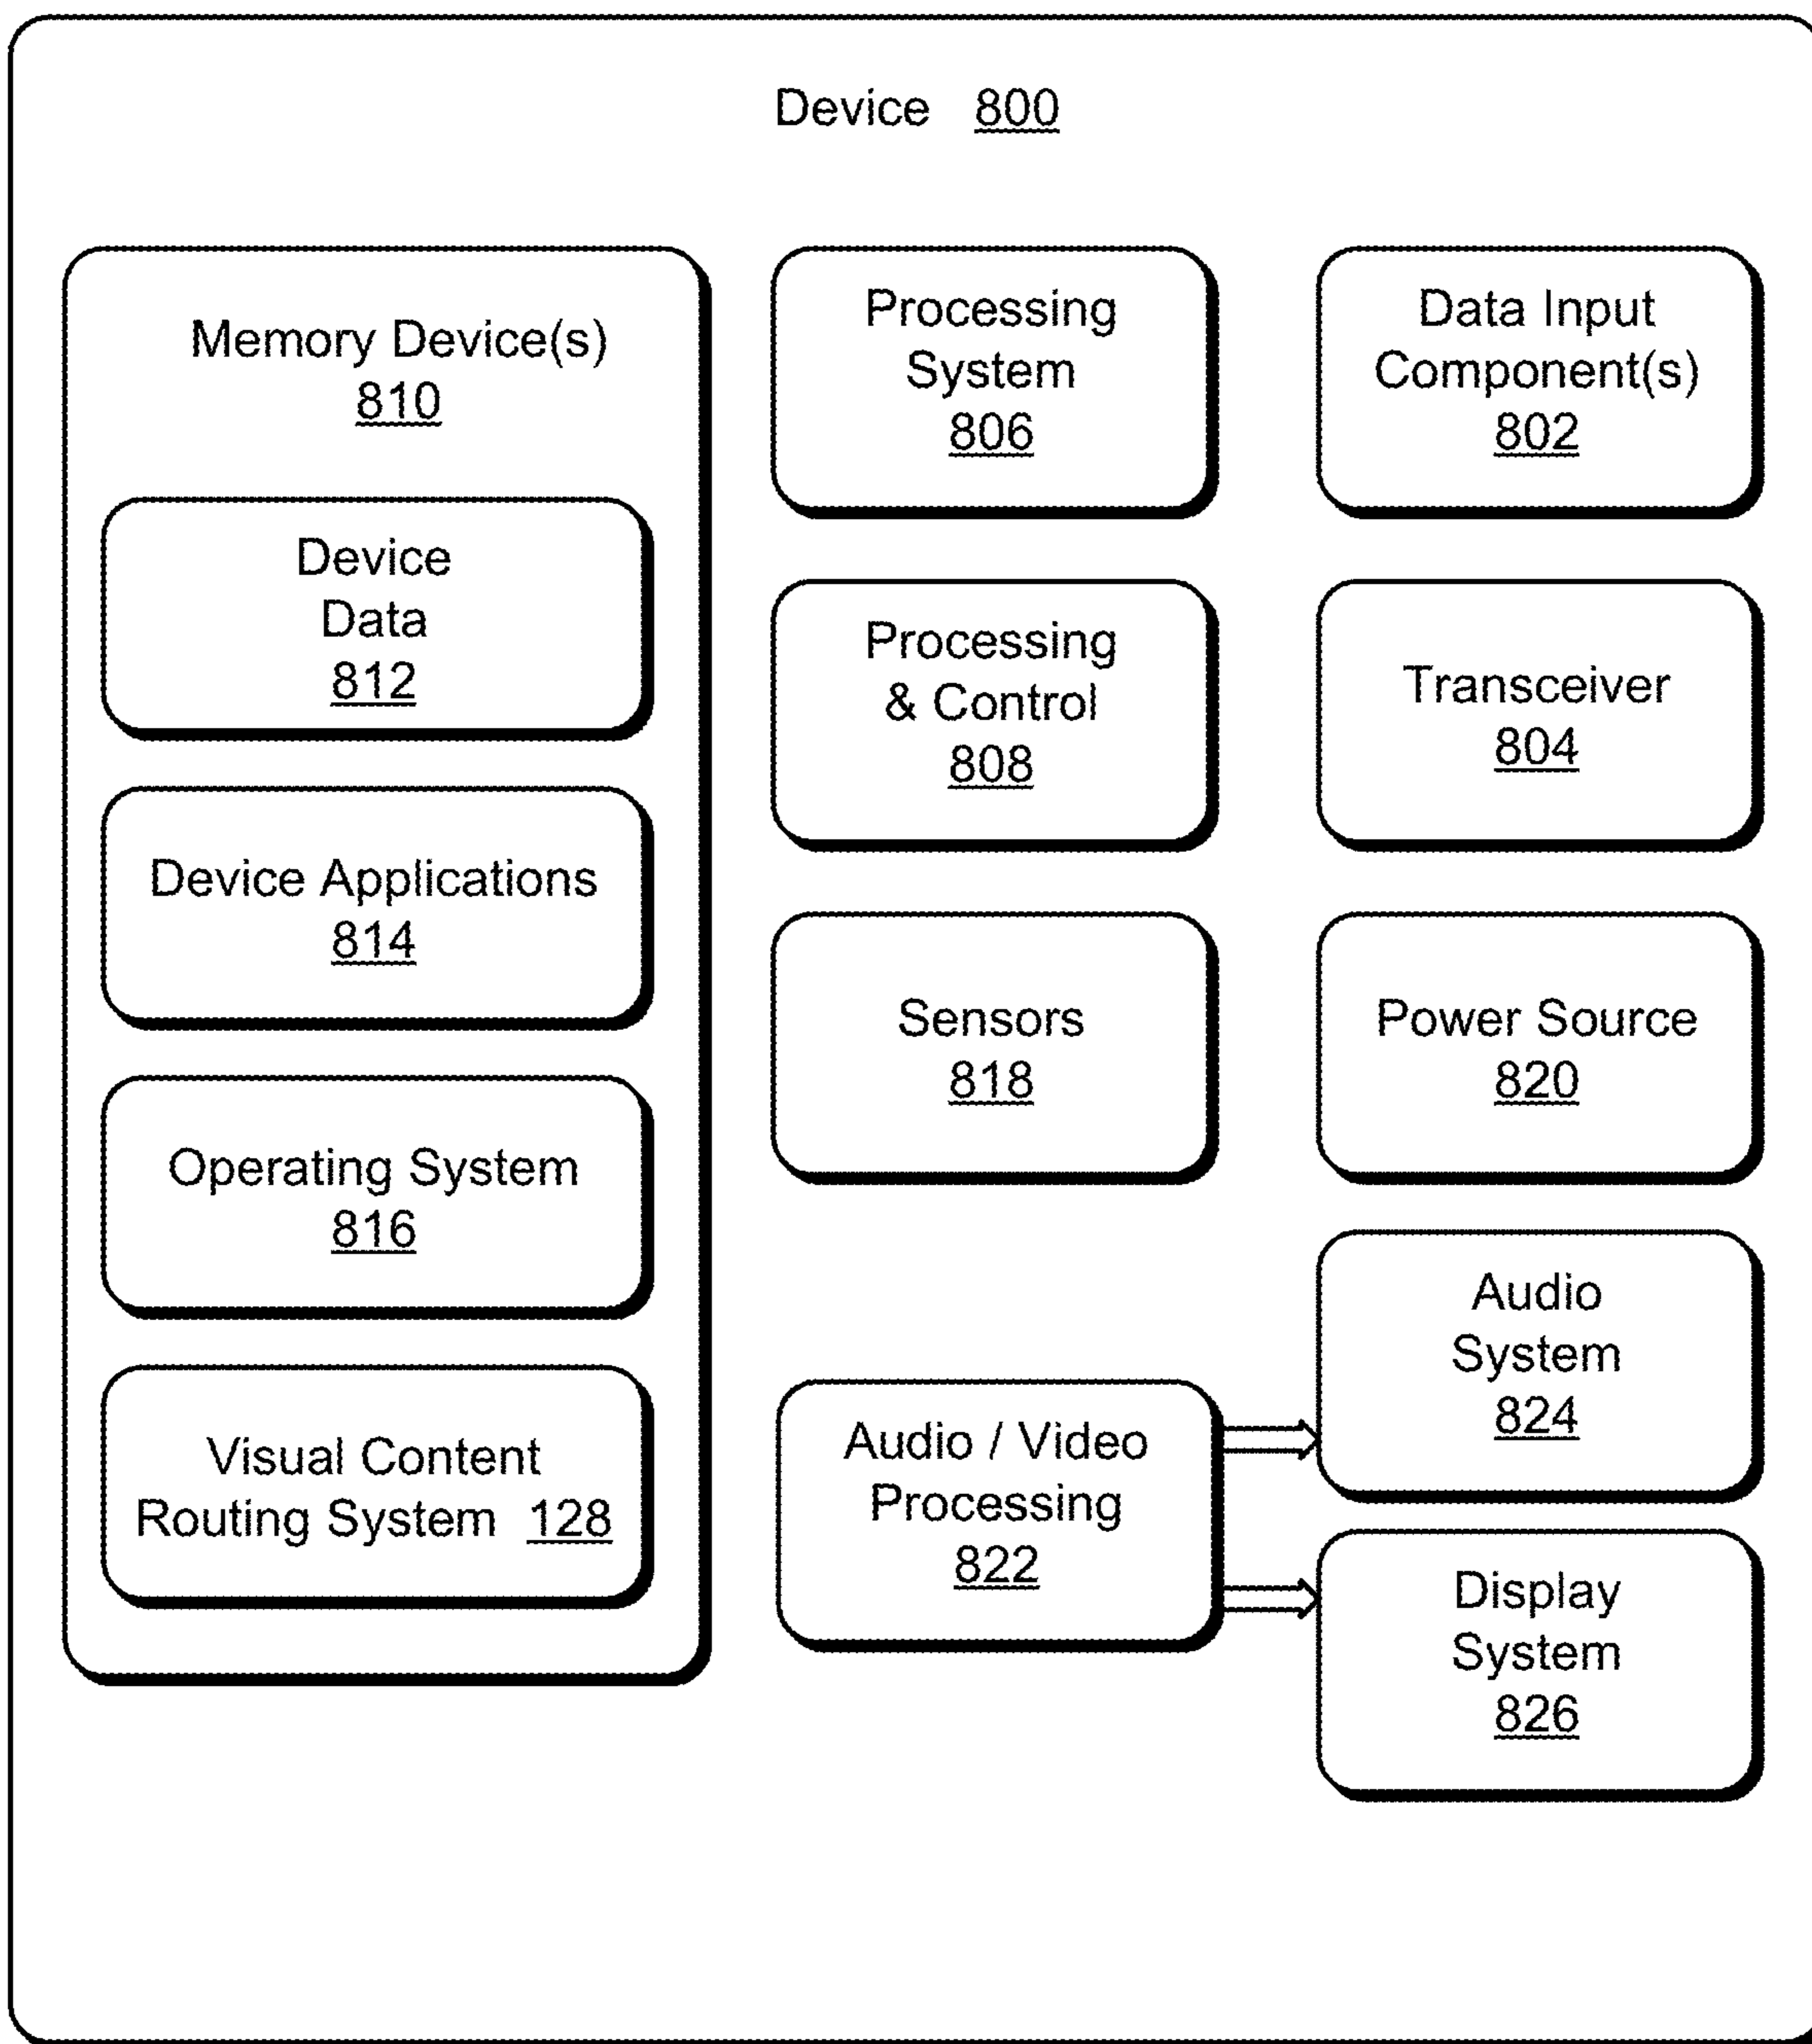 Device 800
Memory Device(s)
810
Device
Data
812
Device Applications
814
Operating System
816
Visual Content
Routing System 128
Processing
System
806
Data Input
Component(s)
802
Processing
& Control
808
Transceiver
804
Sensors
818
Power Source
820
Audio / Video
Processing
822
Audio
System
824
Display
System
826